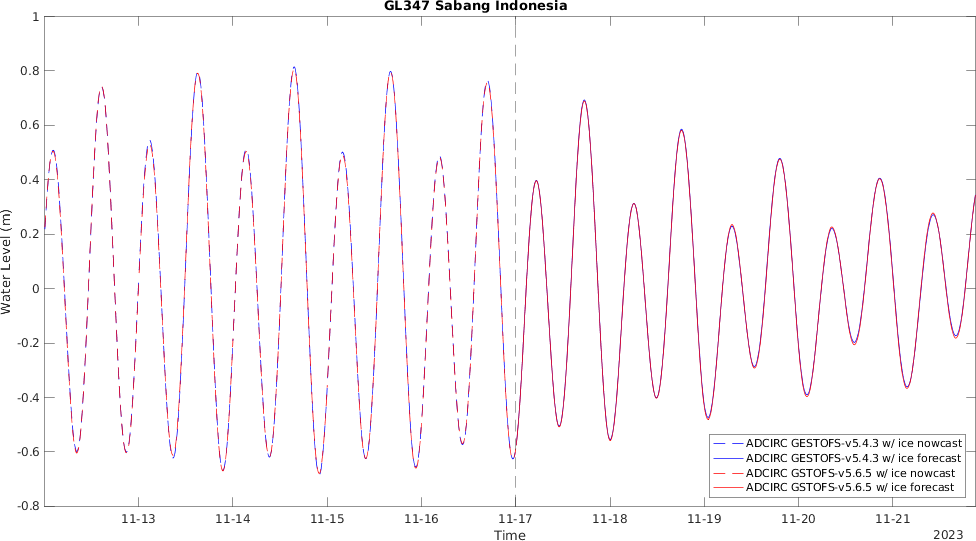 GL347 Sabang Indonesia
1
0.8
0.6
0.4
0.2
0
-0.2
-0.4
-0.6
-0.8
Water Level (m)
ADCIRC GESTOFS-v5.4.3 w/ ice nowcast
ADCIRC GESTOFS-v5.4.3 w/ ice forecast
ADCIRC GSTOFS-v5.6.5 w/ ice nowcast
ADCIRC GSTOFS-v5.6.5 w/ ice forecast
11-13 11-14 11-15 11-16 11-17 11-18 11-19 11-20 11-21
Time
2023